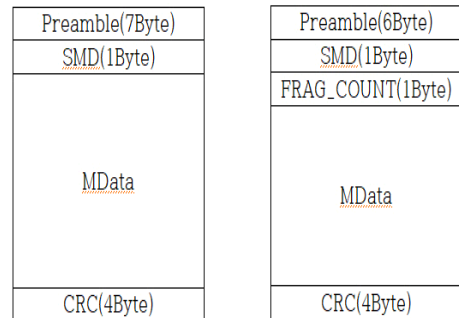 Preamble(7Byte)
SMD(1Byte)
MData
CRC(4Byte)
Preamble(6Byte)
SMD(1Byte)
FRAG_COUNT(1Byte)
MData
CRC(4Byte)